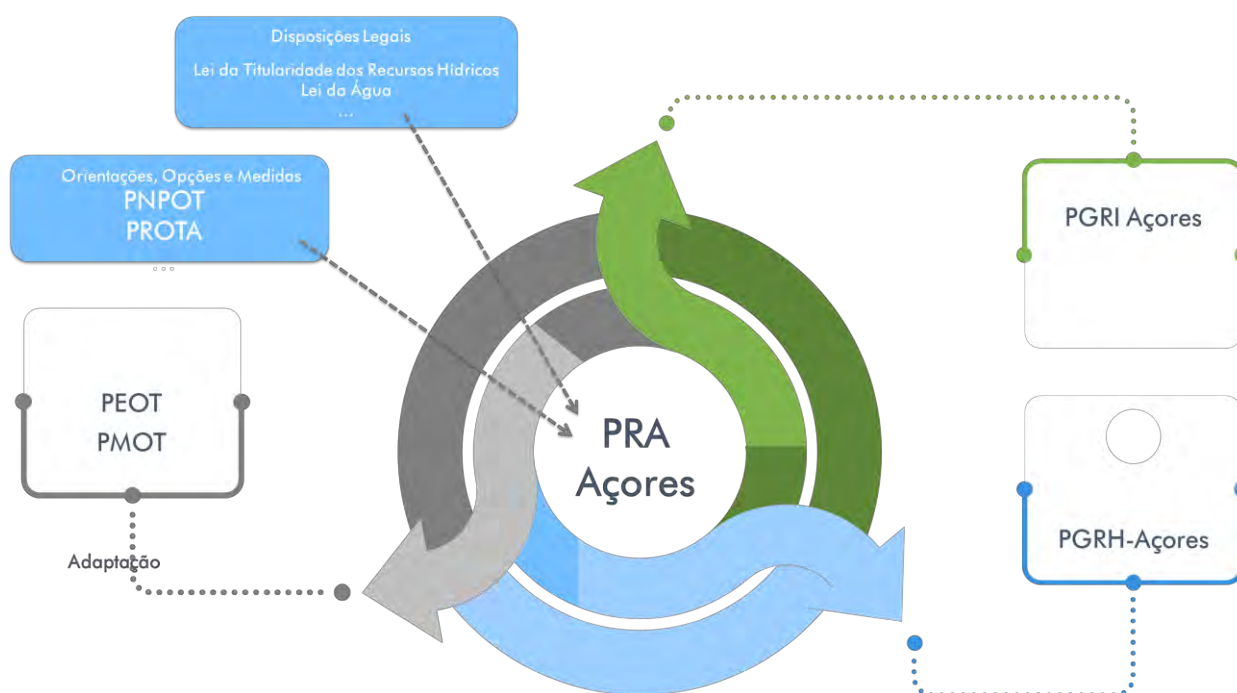 Disposições Legais
Lei da Titularidade dos Recursos Hídricos
Lei da Água
...
Orientações, Opções e Medidas
PNPOT
PROTA
...
PGRI Açores
PEOT
PMOT
PRA
Açores
PGRH-Açores
Adaptação